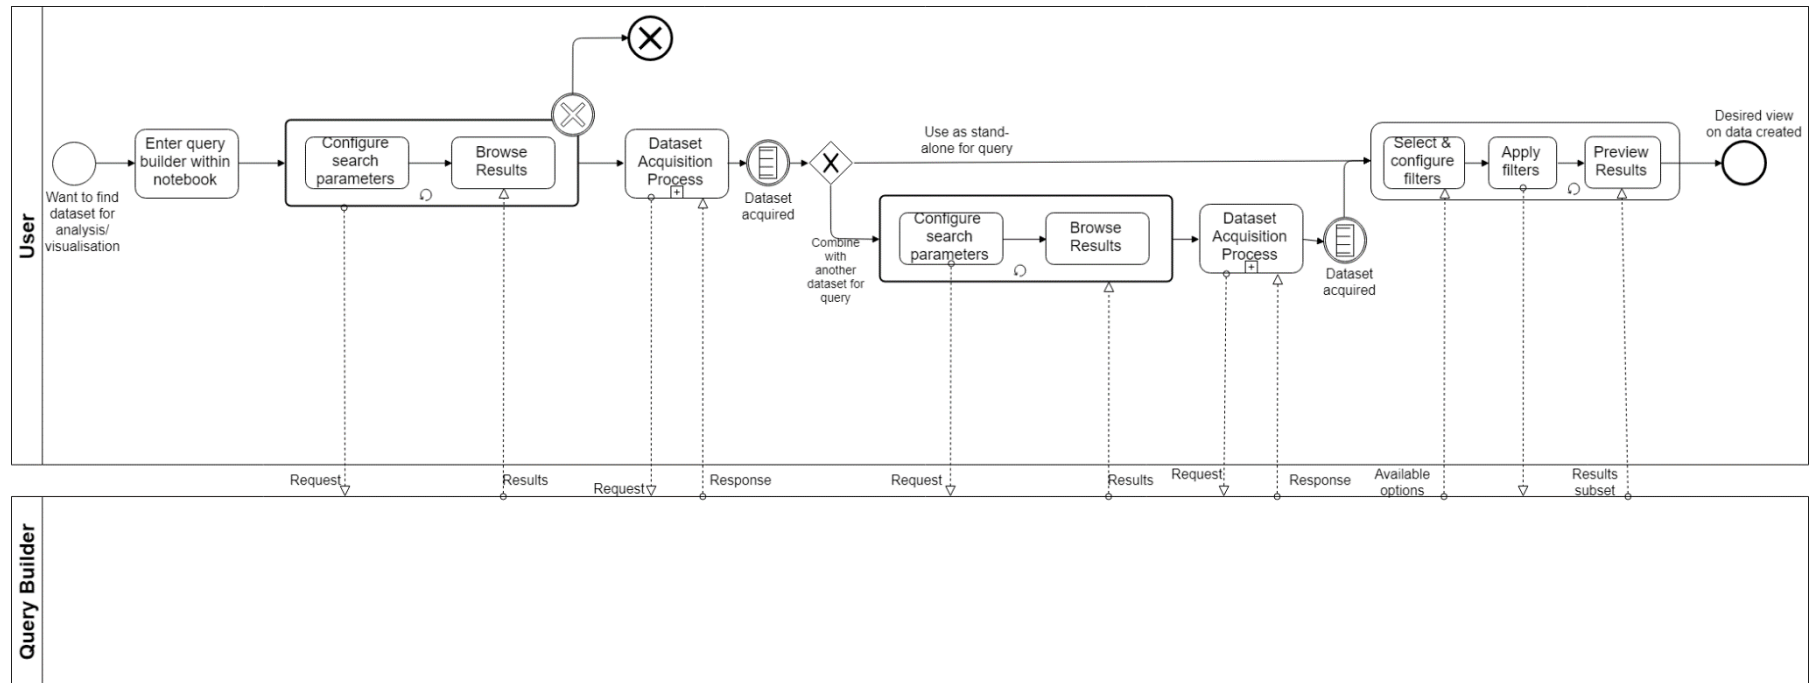 User
Want to find
dataset for
analysis/
visualisation
Enter query
builder within
notebook
Configure
search
parameters
Browse
Results
Dataset
Acquisition
Process
Dataset
acquired
Use as stand-
alone for query
Combine
with
another
dataset for
query
Configure
search
parameters
Browse
Results
Dataset
Acquisition
Process
Dataset
acquired
Select &
configure
filters
Apply
filters
Preview
Results
Desired view
on data created
Request
Results
Request
Response
Request
Results
Request
Response
Available
options
Results
subset
Query Builder